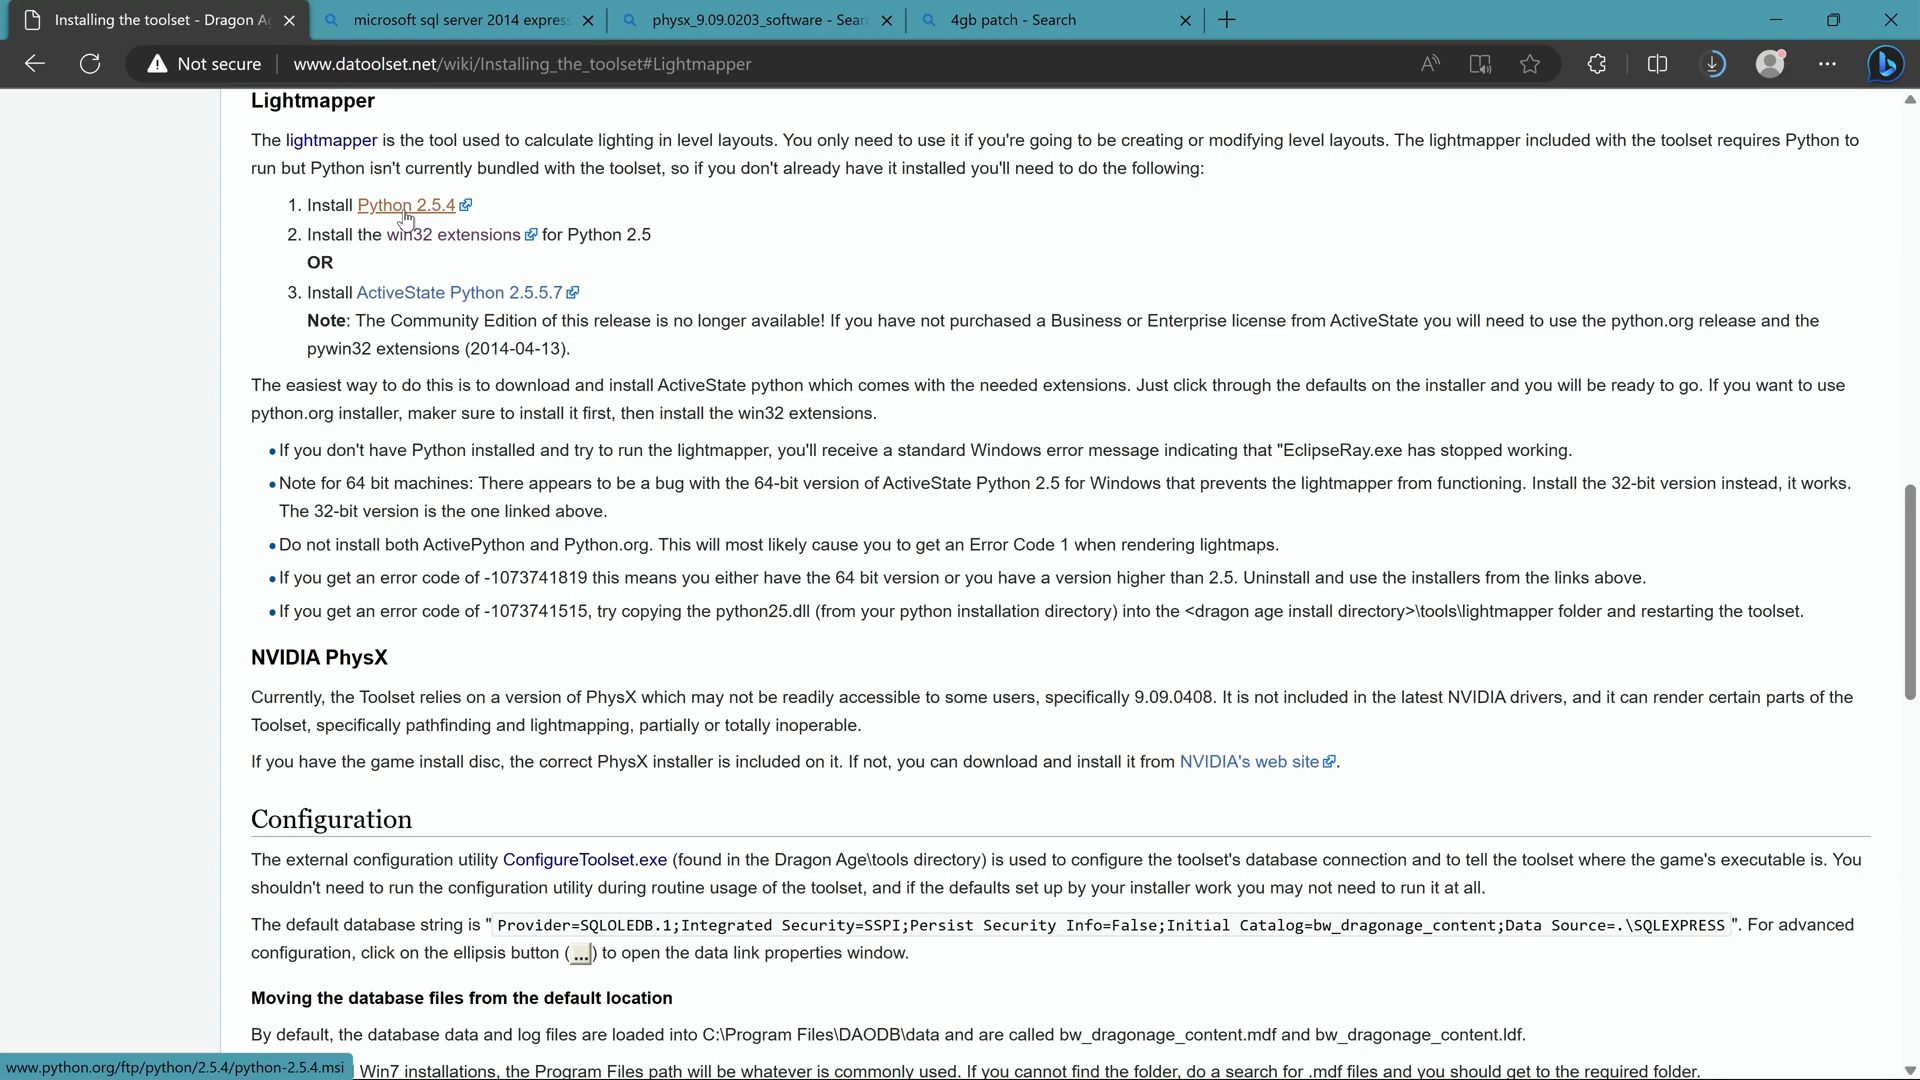 Installing the toolset - Dragon A
microsoft sql server 2014 express
physx_9.09.0203_software - Sear
4gb patch - Search
Not secure
www.datoolset.net/wiki/Installing_the_toolset#Lightmapper
Lightmapper
The lightmapper is the tool used to calculate lighting in level layouts. You only need to use it if you're going to be creating or modifying level layouts. The lightmapper included with the toolset requires Python to
run but Python isn't currently bundled with the toolset, so if you don't already have it installed you'll need to do the following:
1. Install Python 2.5.4
2. Install the win32 extensions for Python 2.5
OR
3. Install ActiveState Python 2.5.5.7
Note: The Community Edition of this release is no longer available! If you have not purchased a Business or Enterprise license from ActiveState you will need to use the python.org release and the
pywin32 extensions (2014-04-13).
The easiest way to do this is to download and install ActiveState python which comes with the needed extensions. Just click through the defaults on the installer and you will be ready to go. If you want to use
python.org installer, maker sure to install it first, then install the win32 extensions.
•If you don't have Python installed and try to run the lightmapper, you'll receive a standard Windows error message indicating that "EclipseRay.exe has stopped working.
•Note for 64 bit machines: There appears to be a bug with the 64-bit version of ActiveState Python 2.5 for Windows that prevents the lightmapper from functioning. Install the 32-bit version instead, it works.
The 32-bit version is the one linked above.
•Do not install both ActivePython and Python.org. This will most likely cause you to get an Error Code 1 when rendering lightmaps.
•If you get an error code of -1073741819 this means you either have the 64 bit version or you have a version higher than 2.5. Uninstall and use the installers from the links above.
•If you get an error code of -1073741515, try copying the python25.dll (from your python installation directory) into the <dragon age install directory>\tools\lightmapper folder and restarting the toolset.
NVIDIA PhysX
Currently, the Toolset relies on a version of PhysX which may not be readily accessible to some users, specifically 9.09.0408. It is not included in the latest NVIDIA drivers, and it can render certain parts of the
Toolset, specifically pathfinding and lightmapping, partially or totally inoperable.
If you have the game install disc, the correct PhysX installer is included on it. If not, you can download and install it from NVIDIA's web site.
Configuration
The external configuration utility ConfigureToolset.exe (found in the Dragon Age\tools directory) is used to configure the toolset's database connection and to tell the toolset where the game's executable is. You
shouldn't need to run the configuration utility during routine usage of the toolset, and if the defaults set up by your installer work you may not need to run it at all.
The default database string is "Provider=SQLOLEDB.1;Integrated Security=SSPI;Persist Security Info=False;Initial Catalog=bw_dragonage_content;Data Source=.\SQLEXPRESS". For advanced
configuration, click on the ellipsis button (...) to open the data link properties window.
Moving the database files from the default location
By default, the database data and log files are loaded into C:\Program Files\DAODB\data and are called bw_dragonage_content.mdf and bw_dragonage_content.ldf.
www.python.org/ftp/python/2.5.4/python-2.5.4.msi
Win7 installations, the Program Files path will be whatever is commonly used. If you cannot find the folder, do a search for .mdf files and you should get to the required folder.